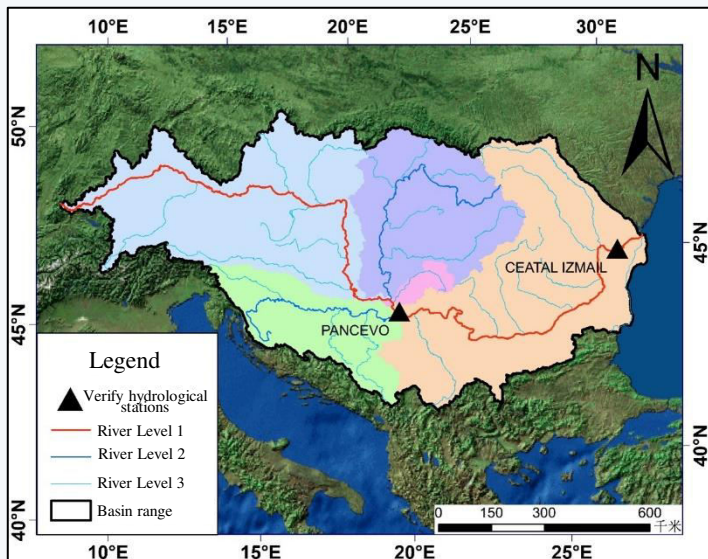 10°E 15°E 20°E 25°E 30°E
N
50°N
45°N
CEATAL IZMAIL
45°N
PANCEVO
Legend
Verify hydrological
stations
River Level 1
River Level 2
River Level 3
Basin range
40°N
40°N
0 150 300 600
千米
10°E 15°E 20°E 25°E